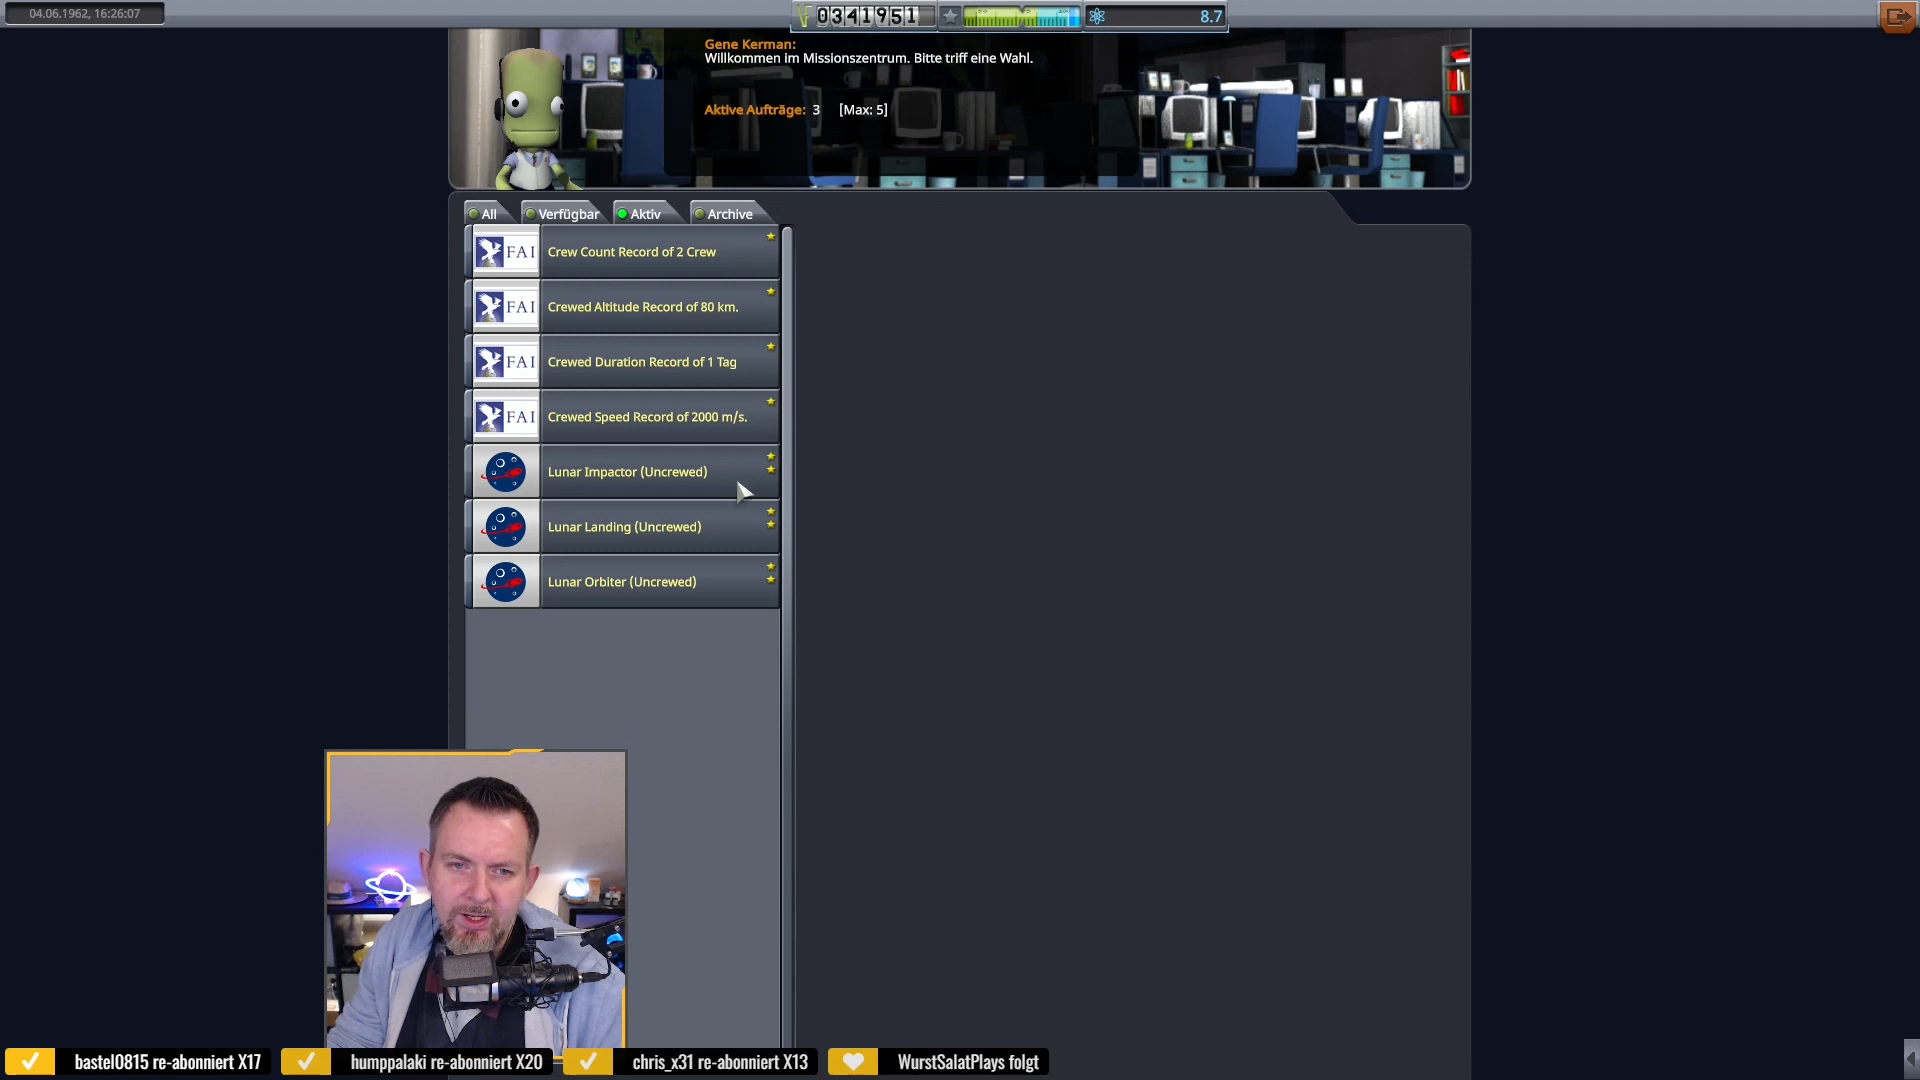 04.06.1962, 16:26:07
0341951
8.7
Gene Kerman:
Willkommen im Missionszentrum. Bitte triff eine Wahl.
Aktive Aufträge: 3 [Max: 5]
All
Verfügbar
Aktiv
Archive
FAI
Crew Count Record of 2 Crew
FAI
Crewed Altitude Record of 80 km.
FAI
Crewed Duration Record of 1 Tag
FAI
Crewed Speed Record of 2000 m/s.
Lunar Impactor (Uncrewed)
Lunar Landing (Uncrewed)
Lunar Orbiter (Uncrewed)
bastel0815 re-abonniert X17
humppalaki re-abonniert X20
chris_x31 re-abonniert X13
WurstSalatPlays folgt